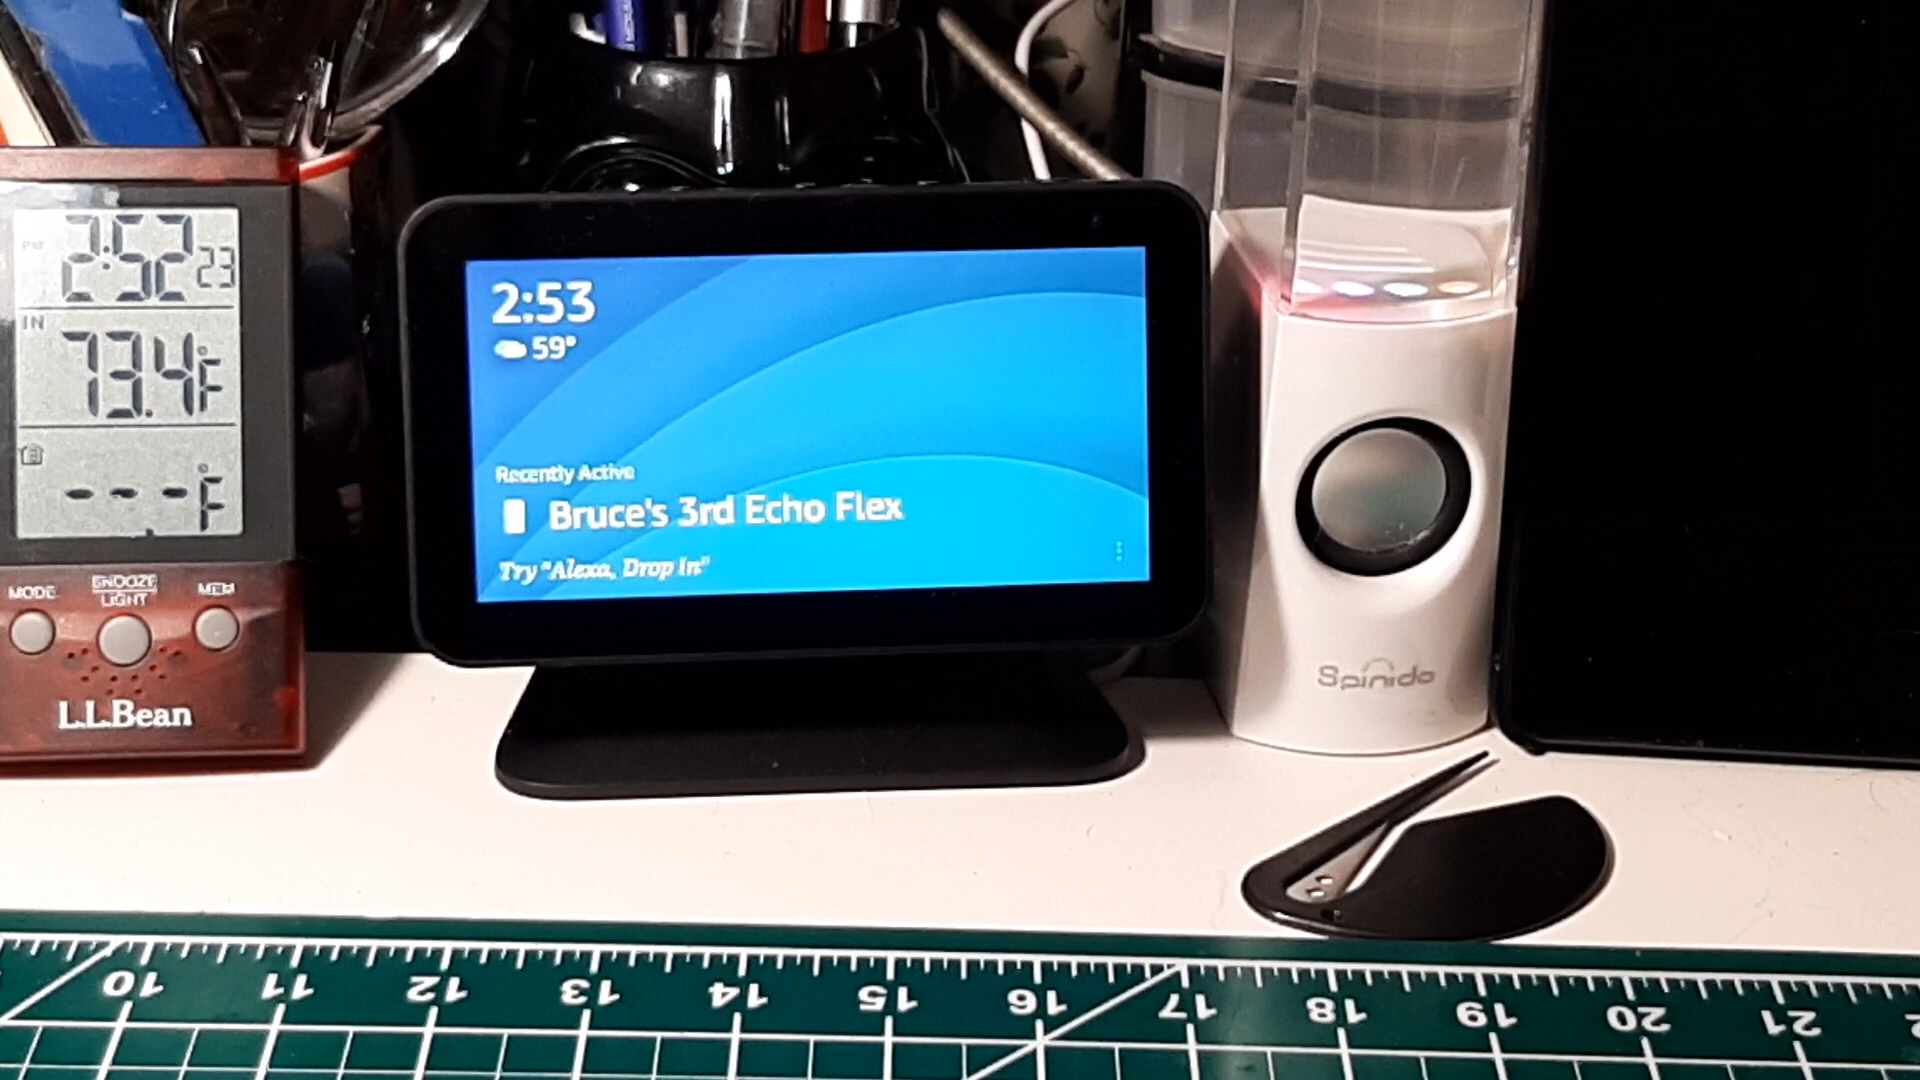 PM 2:52 23
IN
73.4°F
---°F
MODE
SNOOZE
LIGHT
MEM
L.L.Bean
2:53
59°
Recently Active
Bruce's 3rd Echo Flex
Try "Alexa, Drop In"
Spinido
10 11 12 13 14 15 16 17 18 19 20 21